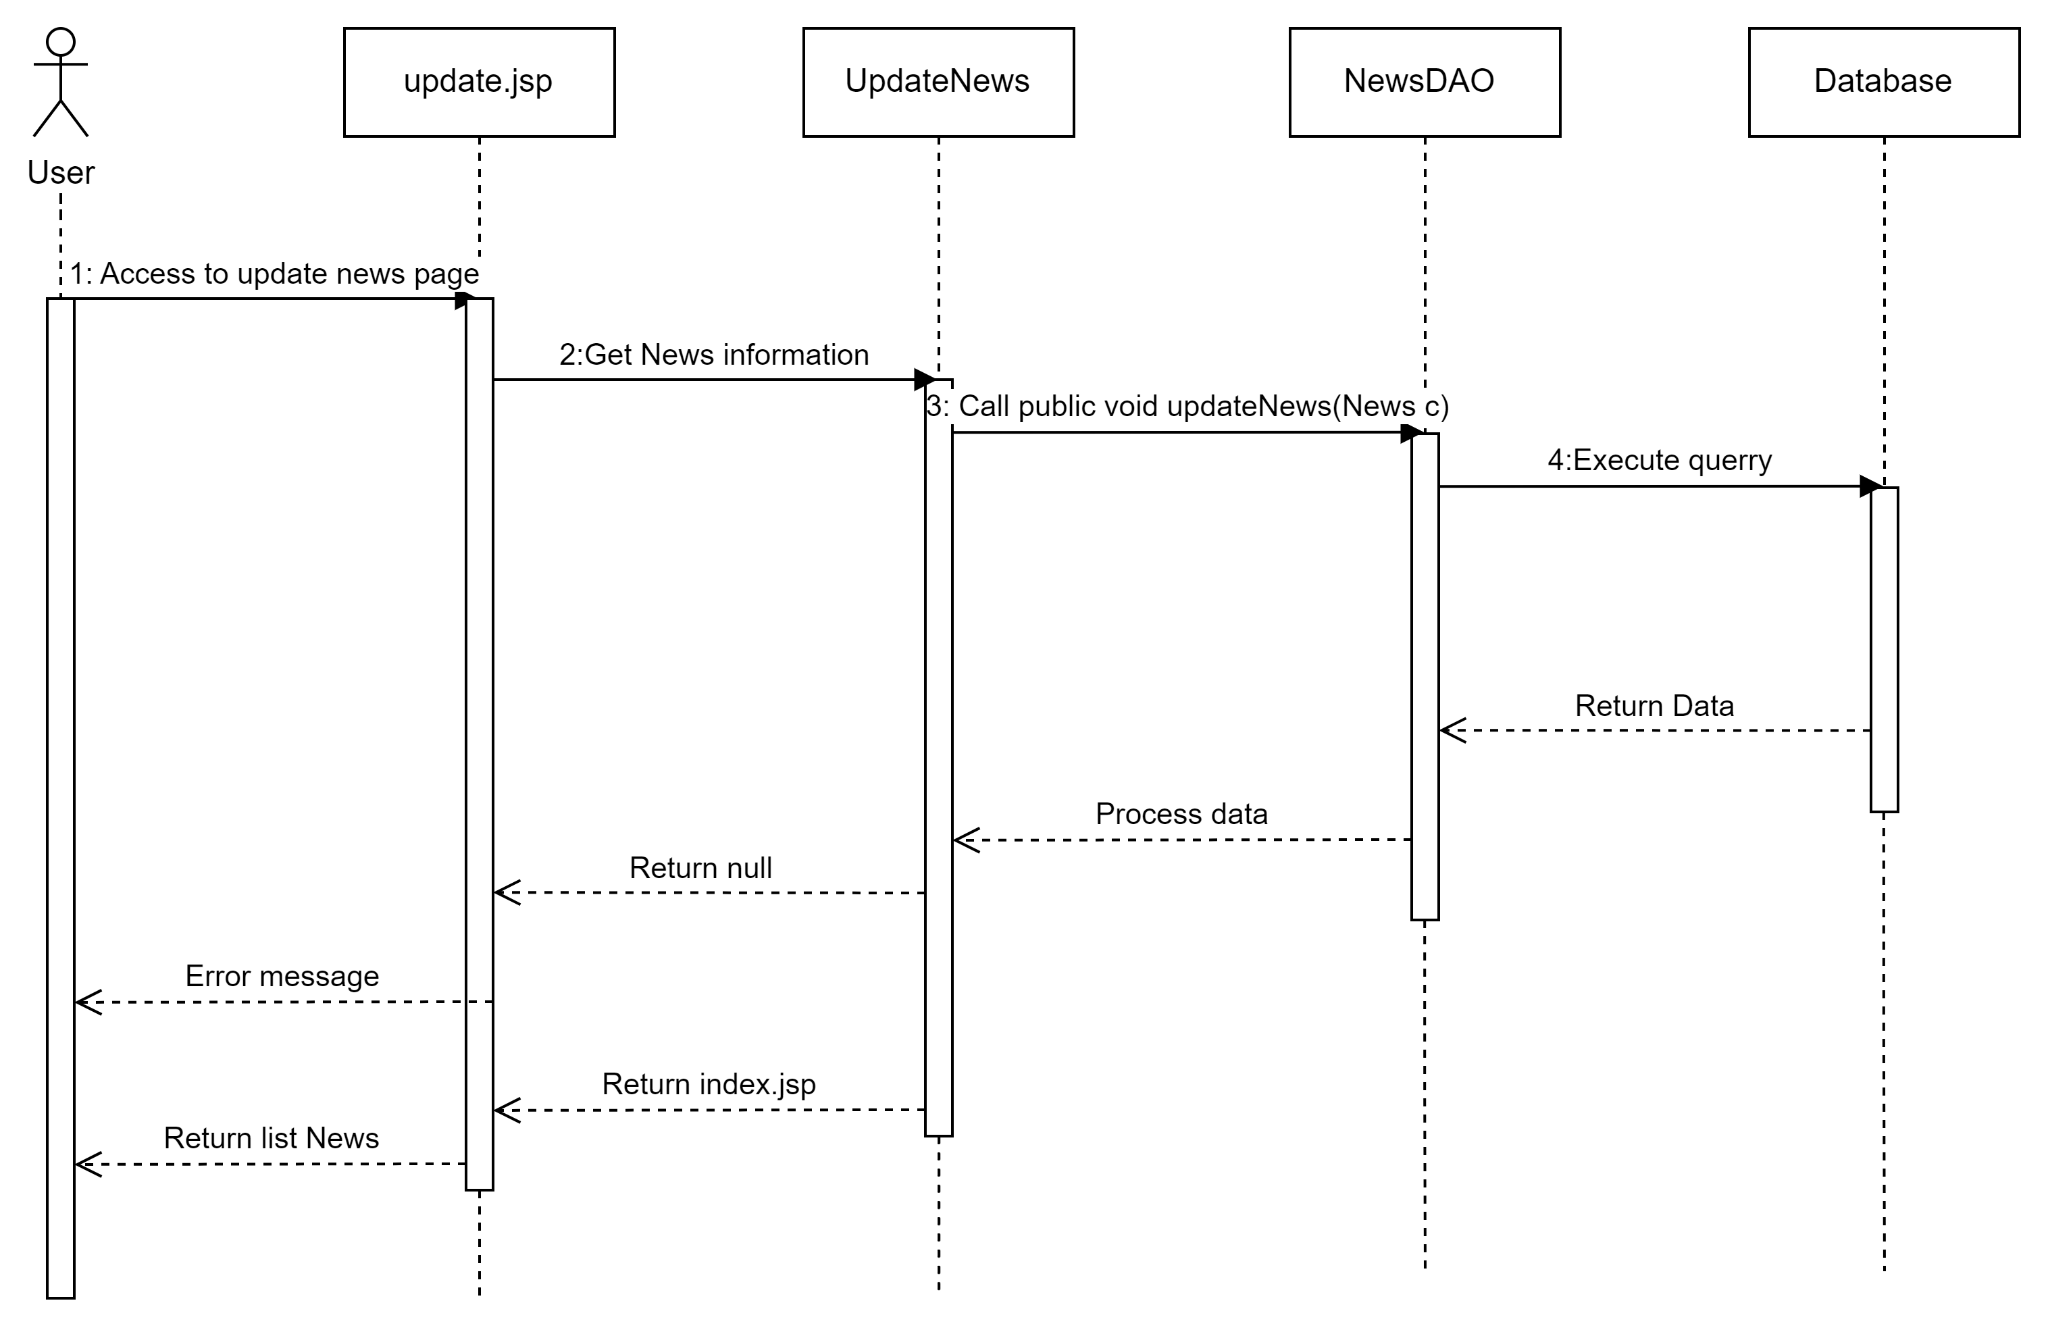 update.jsp
UpdateNews
NewsDAO
Database
User
1: Access to update news page
2:Get News information
3: Call public void updateNews(News c)
4:Execute querry
Return Data
Process data
Return null
Error message
Return index.jsp
Return list News